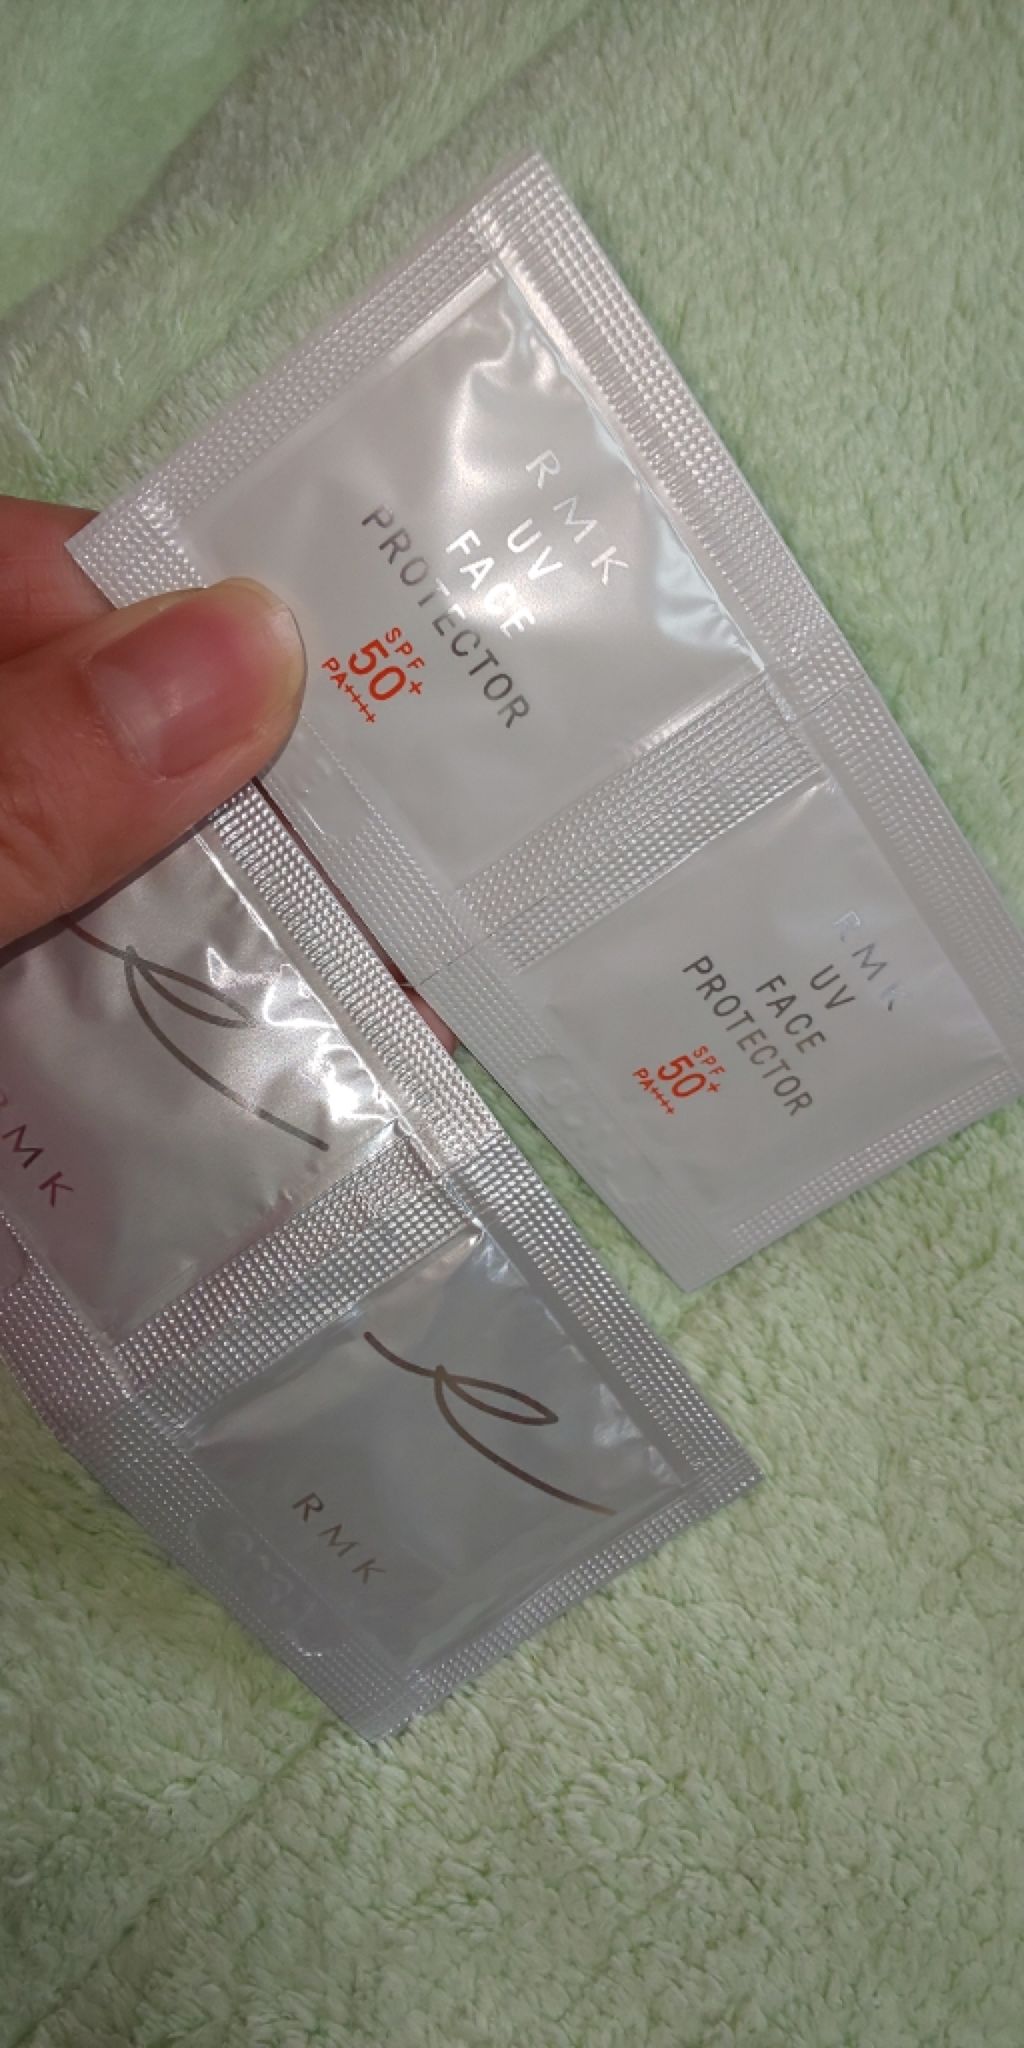 RMK
UV
FACE
PROTECTOR
SPF
50+
PA++++
RMK
UV
FACE
PROTECTOR
SPF
50+
PA++++
RMK
RMK